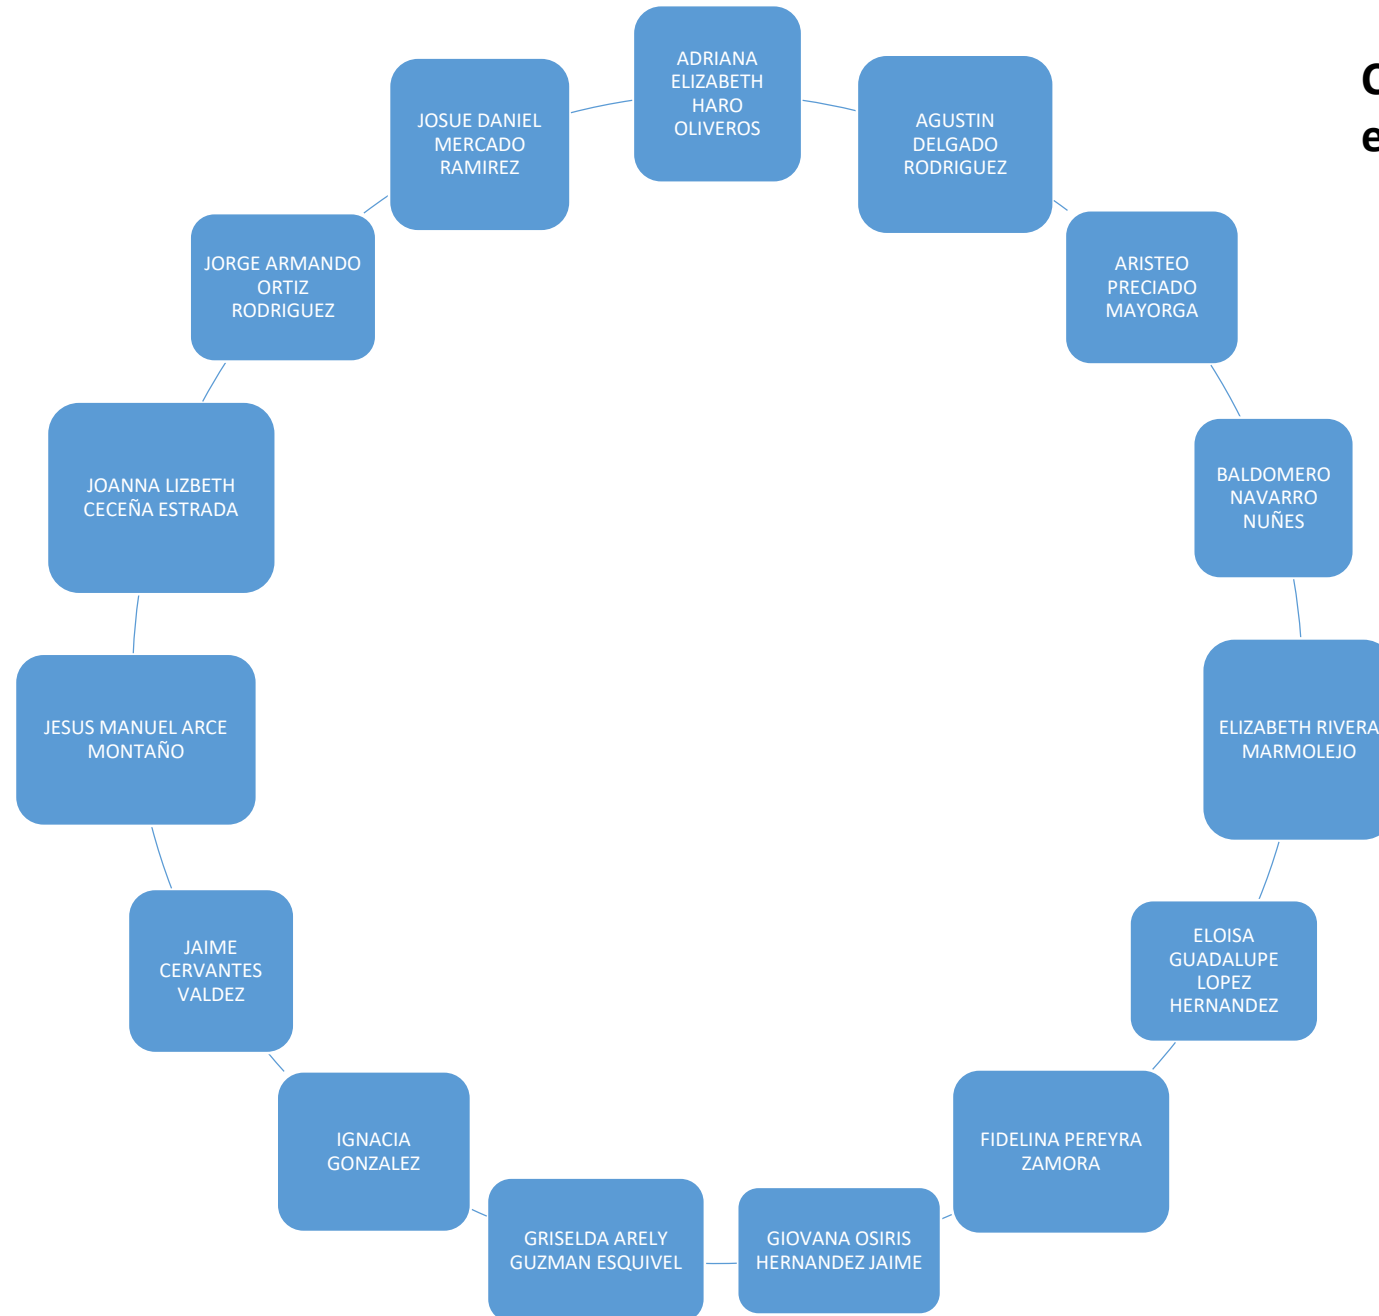 ADRIANA
ELIZABETH
HARO
OLIVEROS
AGUSTIN
DELGADO
RODRIGUEZ
ARISTEO
PRECIADO
MAYORGA
BALDOMERO
NAVARRO
NUÑES
ELIZABETH RIVERA
MARMOLEJO
ELOISA
GUADALUPE
LOPEZ
HERNANDEZ
FIDELINA PEREYRA
ZAMORA
GIOVANA OSIRIS
HERNANDEZ JAIME
GRISELDA ARELY
GUZMAN ESQUIVEL
IGNACIA
GONZALEZ
JAIME
CERVANTES
VALDEZ
JESUS MANUEL ARCE
MONTAÑO
JOANNA LIZBETH
CECEÑA ESTRADA
JORGE ARMANDO
ORTIZ
RODRIGUEZ
JOSUE DANIEL
MERCADO
RAMIREZ